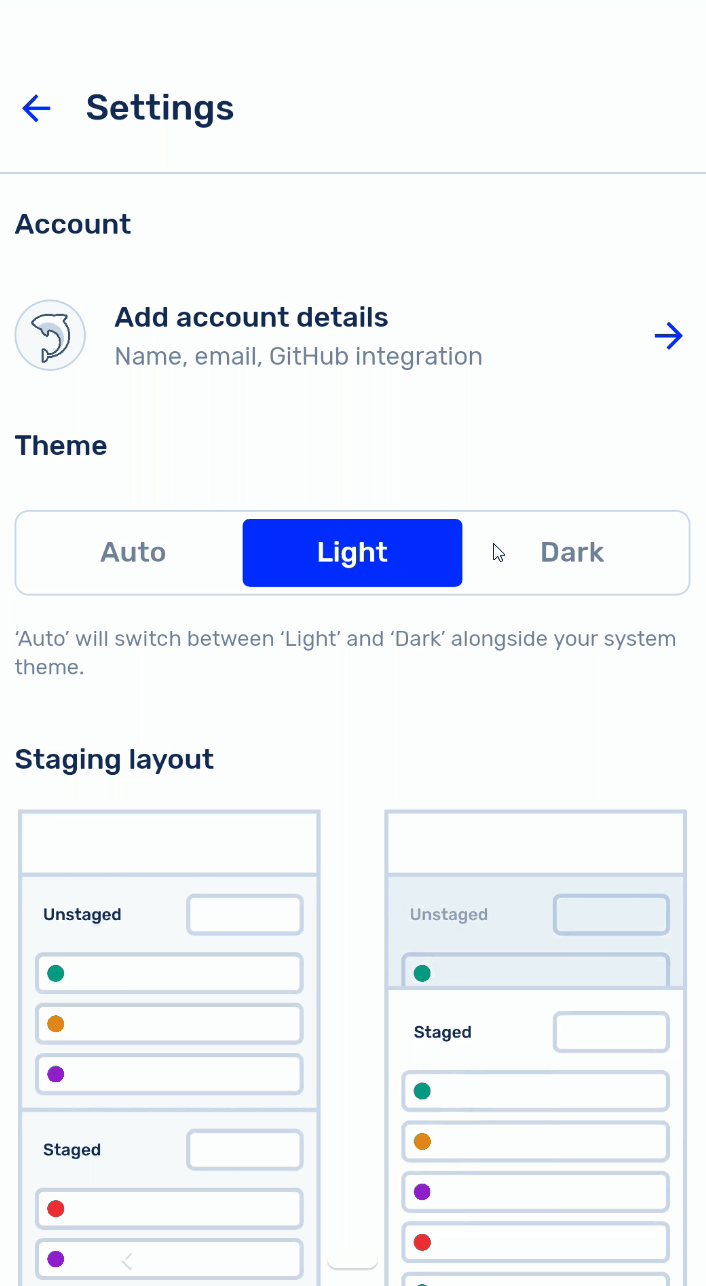 Settings
Account
Add account details
Name, email, GitHub integration
Theme
Auto
Light
Dark
‘Auto’ will switch between ‘Light’ and ‘Dark’ alongside your system
theme.
Staging layout
Unstaged
Staged
Unstaged
Staged